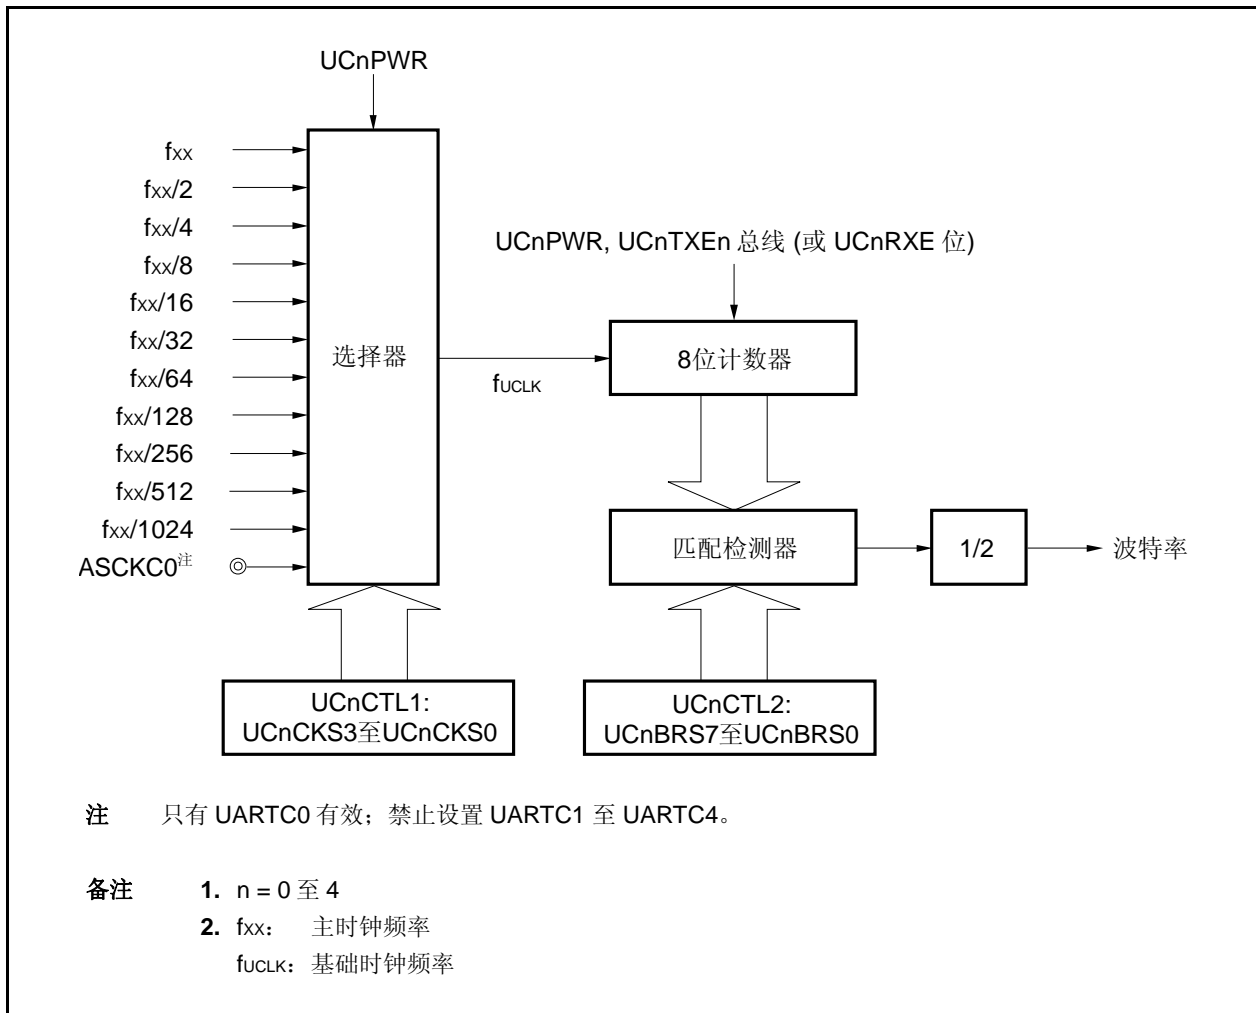 UCnPWR
fxx
fxx/2
fxx/4
fxx/8
fxx/16
fxx/32
fxx/64
fxx/128
fxx/256
fxx/512
fxx/1024
ASCKC0注
选择器
fUCLK
UCnPWR, UCnTXEn 总线 (或 UCnRXE 位)
8位计数器
匹配检测器
1/2
波特率
UCnCTL1:
UCnCKS3至UCnCKS0
UCnCTL2:
UCnBRS7至UCnBRS0
注 只有 UARTC0 有效；禁止设置 UARTC1 至 UARTC4。
备注 1. n = 0 至 4
2. fxx： 主时钟频率
fUCLK：基础时钟频率